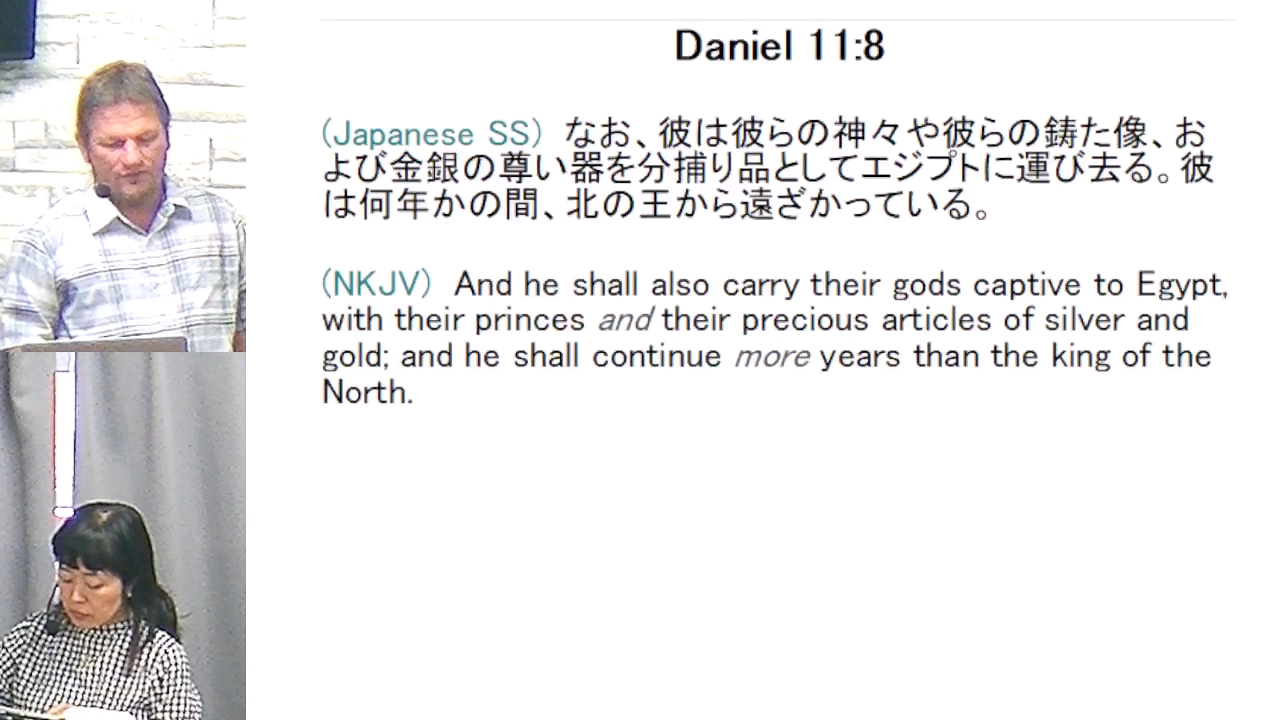 Daniel 11:8
(Japanese SS) なお、彼は彼らの神々や彼らの鋳た像、お
よび金銀の尊い器を分捕り品としてエジプトに運び去る。彼
は何年かの間、北の王から遠ざかっている。
(NKJV) And he shall also carry their gods captive to Egypt,
with their princes and their precious articles of silver and
gold; and he shall continue more years than the king of the
North.